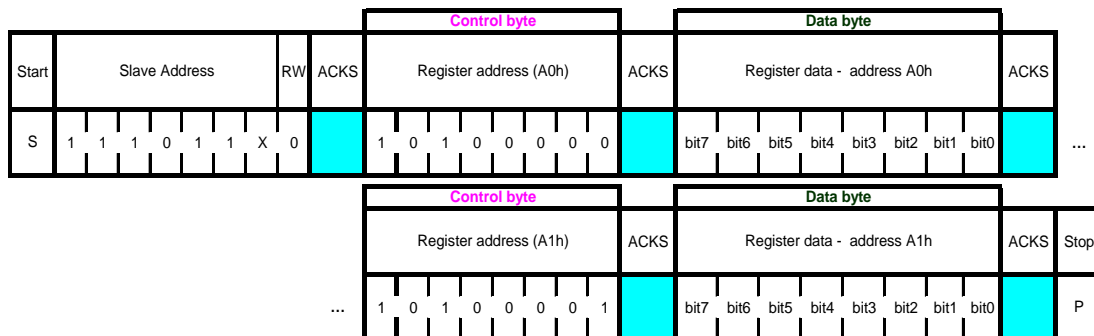 Control byte Data byte
Start Slave Address RW ACKS Register address (A0h) ACKS Register data - address A0h ACKS
S 1 1 1 0 1 1 X 0 1 0 1 0 0 0 0 0 bit7 bit6 bit5 bit4 bit3 bit2 bit1 bit0 ...
Control byte Data byte
Register address (A1h) ACKS Register data - address A1h ACKS Stop
... 1 0 1 0 0 0 0 1 bit7 bit6 bit5 bit4 bit3 bit2 bit1 bit0 P